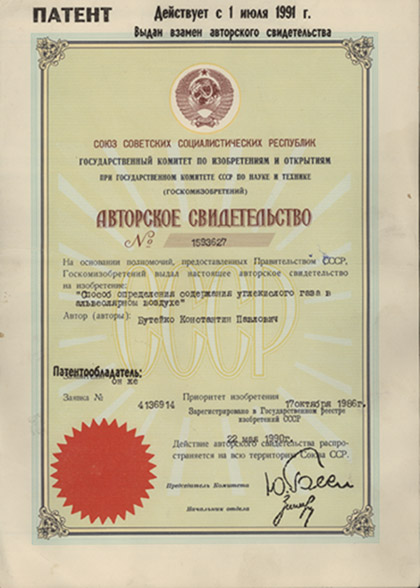 ПАТЕНТ
Действует с 1 июля 1991 г.
Выдан взамен авторского свидетельства
СОЮЗ СОВЕТСКИХ СОЦИАЛИСТИЧЕСКИХ РЕСПУБЛИК
ГОСУДАРСТВЕННЫЙ КОМИТЕТ ПО ИЗОБРЕТЕНИЯМ И ОТКРЫТИЯМ
ПРИ ГОСУДАРСТВЕННОМ КОМИТЕТЕ СССР ПО НАУКЕ И ТЕХНИКЕ
(ГОСКОМИЗОБРЕТЕНИЙ)
АВТОРСКОЕ СВИДЕТЕЛЬСТВО
№ 1593627
На основании полномочий, предоставленных Правительством СССР,
Госкомизобретений выдал настоящее авторское свидетельство
на изобретение:
"Способ определения содержания углекислого газа в
альвеолярном воздухе"
Автор (авторы):
Бутейко Константин Павлович
СССР
Патентообладатель:
он же
Заявка № 4136914
Приоритет изобретения 17 октября 1986г.
Зарегистрировано в Государственном реестре
изобретений СССР
22 мая 1990г.
Действие авторского свидетельства распро-
страняется на всю территорию Союза ССР.
Председатель Комитета
Начальник отдела